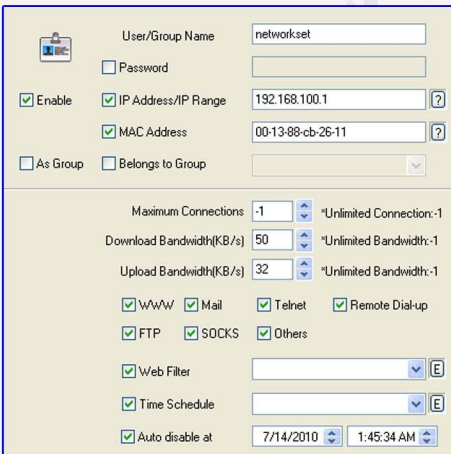 User/Group Name networkset
Password
Enable IP Address/IP Range 192.168.100.1 ?
MAC Address 00-13-88-cb-26-11 ?
As Group Belongs to Group
Maximum Connections -1 *Unlimited Connection:-1
Download Bandwidth(KB/s) 50 *Unlimited Bandwidth:-1
Upload Bandwidth(KB/s) 32 *Unlimited Bandwidth:-1
WWW Mail Telnet Remote Dial-up
FTP SOCKS Others
Web Filter E
Time Schedule E
Auto disable at 7/14/2010 1:45:34 AM